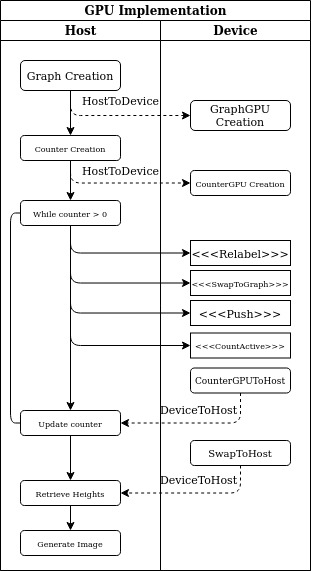 GPU Implementation
Host
Device
Graph Creation
HostToDevice
GraphGPU
Creation
Counter Creation
HostToDevice
CounterGPU Creation
While counter > 0
<<<Relabel>>>
<<<SwapToGraph>>>
<<<Push>>>
<<<CountActive>>>
CounterGPUToHost
DeviceToHost
Update counter
SwapToHost
DeviceToHost
Retrieve Heights
Generate Image